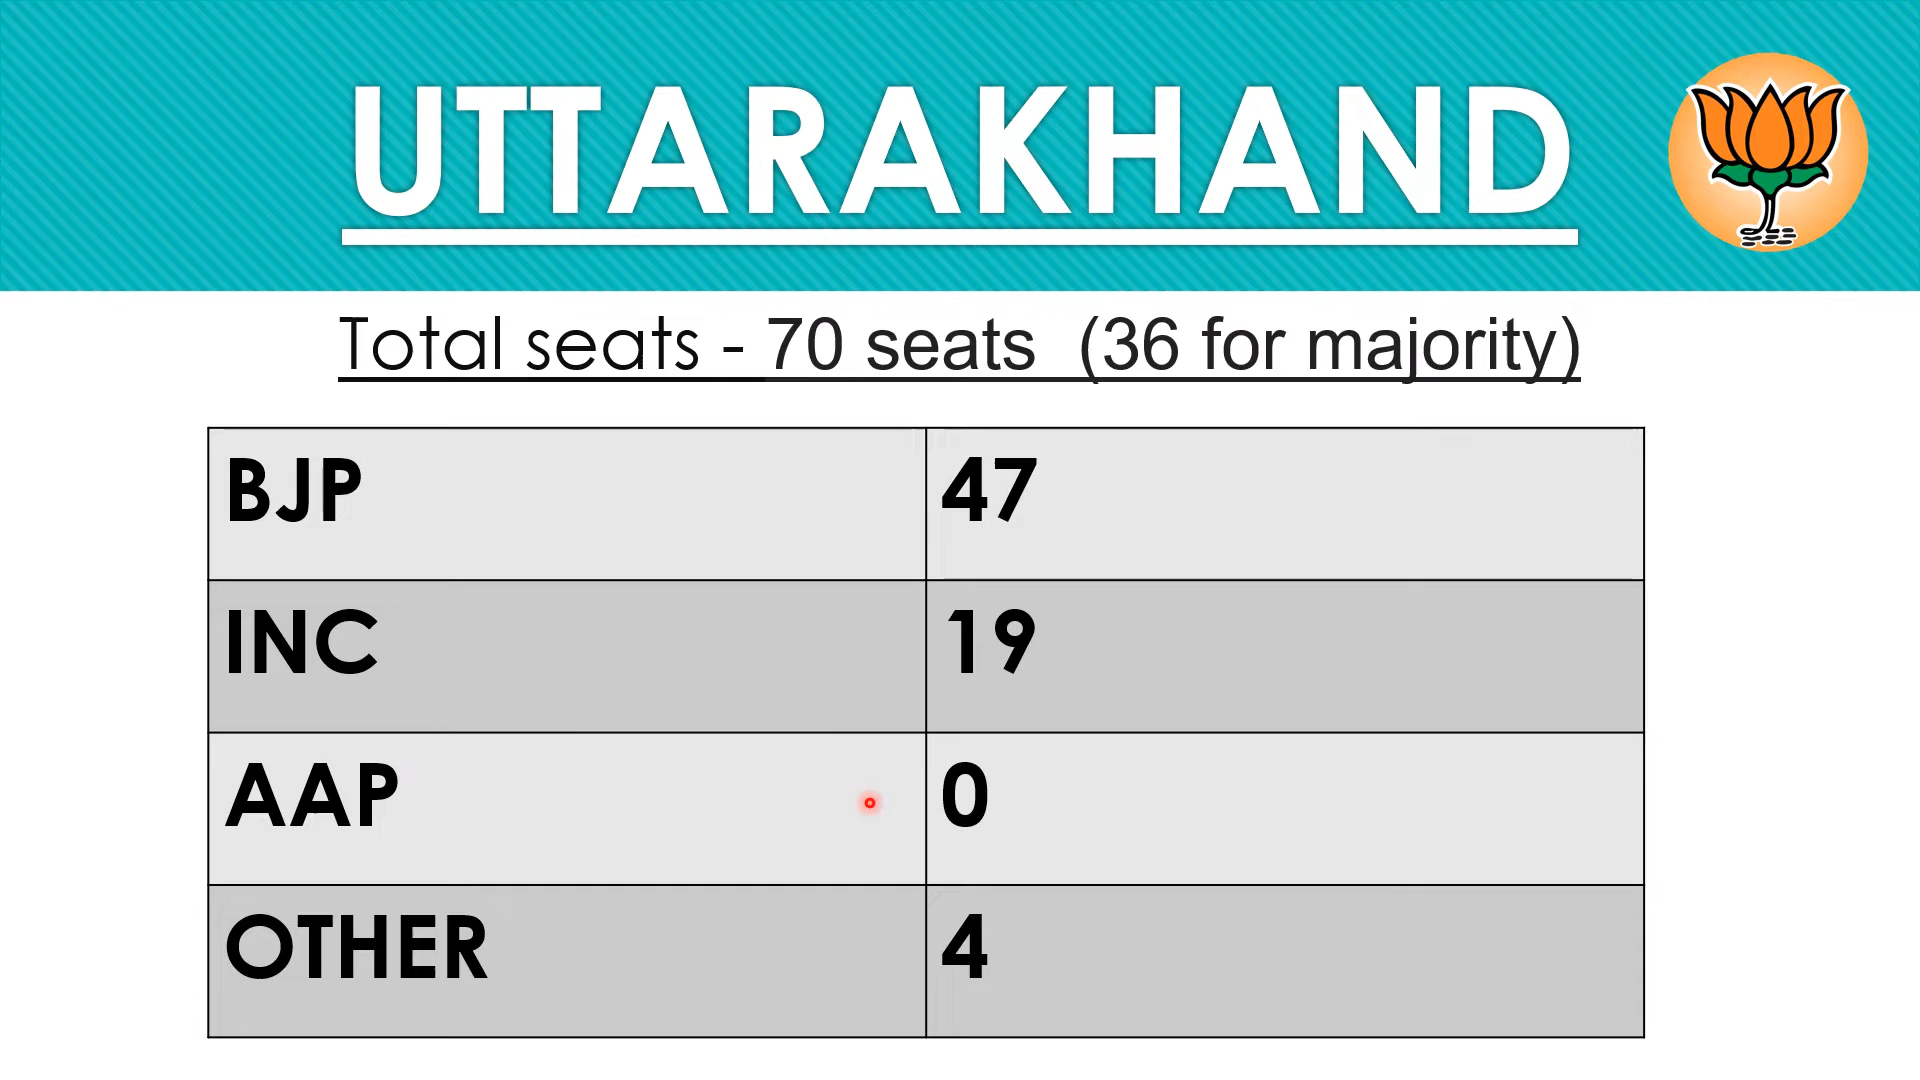 UTTARAKHAND
Total seats - 70 seats (36 for majority)
BJP 47
INC 19
AAP 0
OTHER 4